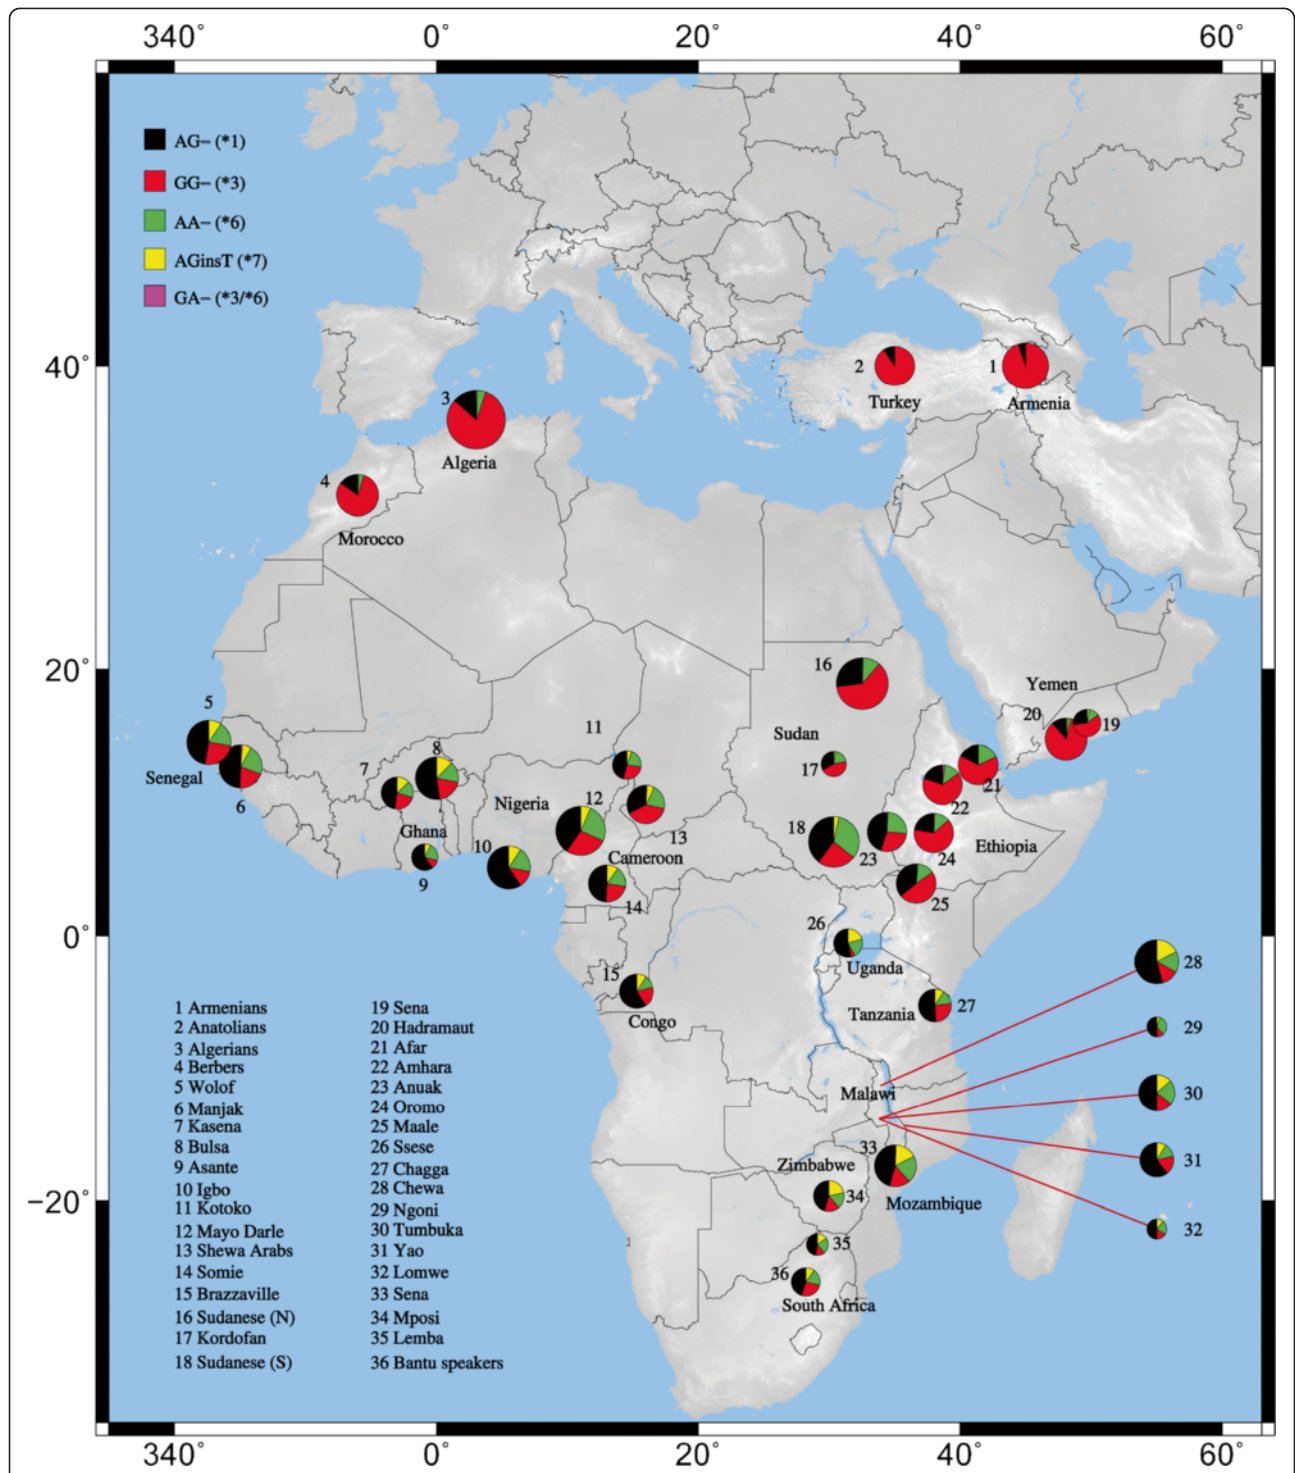 340° 0° 20° 40° 60°
AG− (*1)
GG− (*3)
AA− (*6)
AGinsT (*7)
GA− (*3/*6)
40°
2
1
Turkey
Armenia
3
Algeria
4
Morocco
20°
16
Yemen
20
19
5
11
Sudan
Senegal
8
17
6
7
21
Nigeria
12
22
Ghana
13
18
23
24
Ethiopia
10
Cameroon
9
14
25
0°
26
Uganda
28
15
Congo
Tanzania
27
29
Malawi
30
33
31
Zimbabwe
34
Mozambique
−20°
32
35
36
South Africa
1 Armenians
2 Anatolians
3 Algerians
4 Berbers
5 Wolof
6 Manjak
7 Kasena
8 Bulsa
9 Asante
10 Igbo
11 Kotoko
12 Mayo Darle
13 Shewa Arabs
14 Somie
15 Brazzaville
16 Sudanese (N)
17 Kordofan
18 Sudanese (S)
19 Sena
20 Hadramaut
21 Afar
22 Amhara
23 Anuak
24 Oromo
25 Maale
26 Ssese
27 Chagga
28 Chewa
29 Ngoni
30 Tumbuka
31 Yao
32 Lomwe
33 Sena
34 Mposi
35 Lemba
36 Bantu speakers
340° 0° 20° 40° 60°